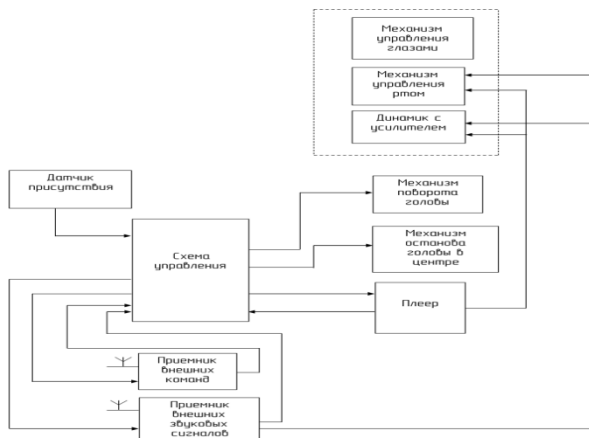 Механизм
управления
глазами
Механизм
управления
ртом
Динамик с
усилителем
Датчик
присутствия
Механизм
поворота
головы
Схема
управления
Механизм
останова
головы в
центре
Плеер
Приемник
внешних
команд
Приемник
внешних
звуковых
сигналов